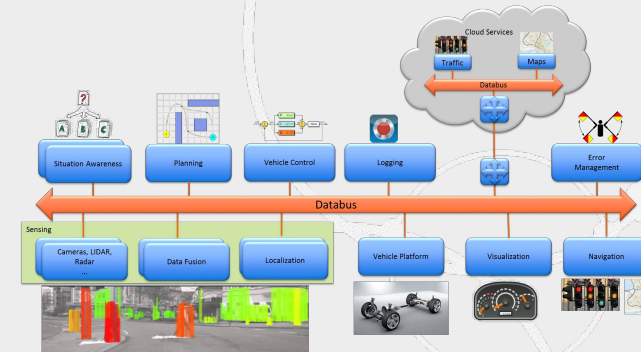 Cloud Services
Traffic
Maps
Databus
?
A B C
Situation Awareness
Planning
Vehicle Control
Logging
Error
Management
Databus
Sensing
Cameras, LIDAR,
Radar
...
Data Fusion
Localization
Vehicle Platform
Visualization
Navigation